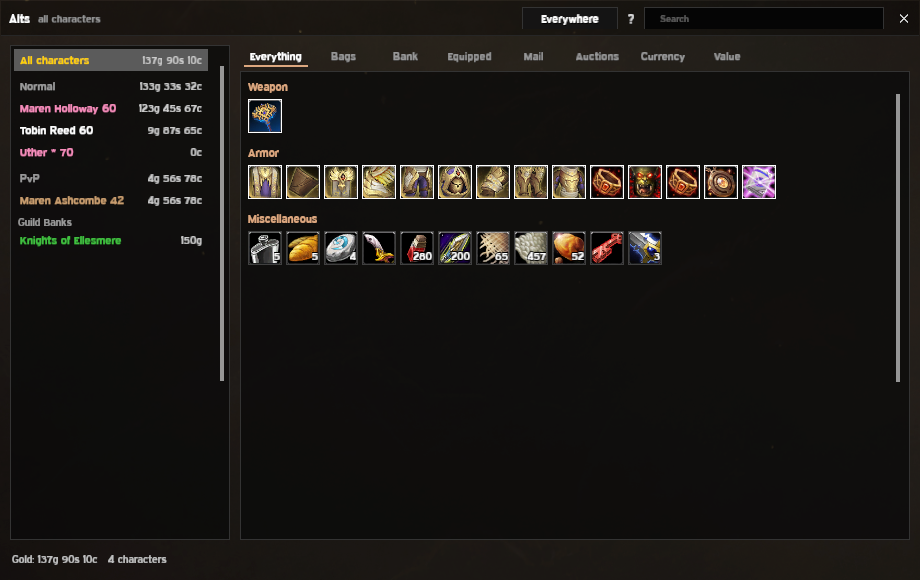 Alts all characters Everywhere ? Search
All characters 137g 90s 10c
Normal 133g 33s 32c
Maren Holloway 60 123g 45s 67c
Tobin Reed 60 9g 87s 65c
Uther * 70 0c
PvP 4g 56s 78c
Maren Ashcombe 42 4g 56s 78c
Guild Banks
Knights of Ellesmere 150g
Everything Bags Bank Equipped Mail Auctions Currency Value
Weapon
Armor
Miscellaneous
5 5 4 280 200 65 457 52 3
Gold: 137g 90s 10c 4 characters